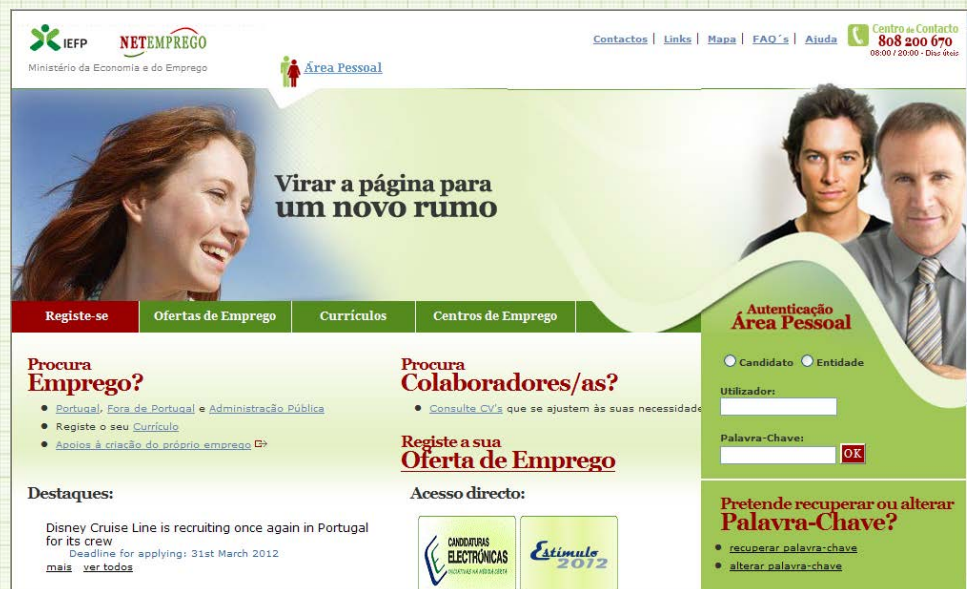 IEFP NETEMPREGO
Ministério da Economia e do Emprego
Área Pessoal
Contactos | Links | Mapa | FAQ´s | Ajuda
Centro de Contacto
808 200 670
08:00 / 20:00 - Dias úteis
Virar a página para
um novo rumo
Registe-se Ofertas de Emprego Currículos Centros de Emprego
Procura
Emprego?
Portugal, Fora de Portugal e Administração Pública
Registe o seu Currículo
Apoios à criação do próprio emprego
Destaques:
Disney Cruise Line is recruiting once again in Portugal
for its crew
Deadline for applying: 31st March 2012
mais ver todos
Procura
Colaboradores/as?
Consulte CV's que se ajustem às suas necessidade
Registe a sua
Oferta de Emprego
Acesso directo:
CANDIDATURAS
ELECTRÓNICAS
Estímulo
2012
Autenticação
Área Pessoal
Candidato Entidade
Utilizador:
Palavra-Chave:
OK
Pretende recuperar ou alterar
Palavra-Chave?
recuperar palavra-chave
alterar palavra-chave